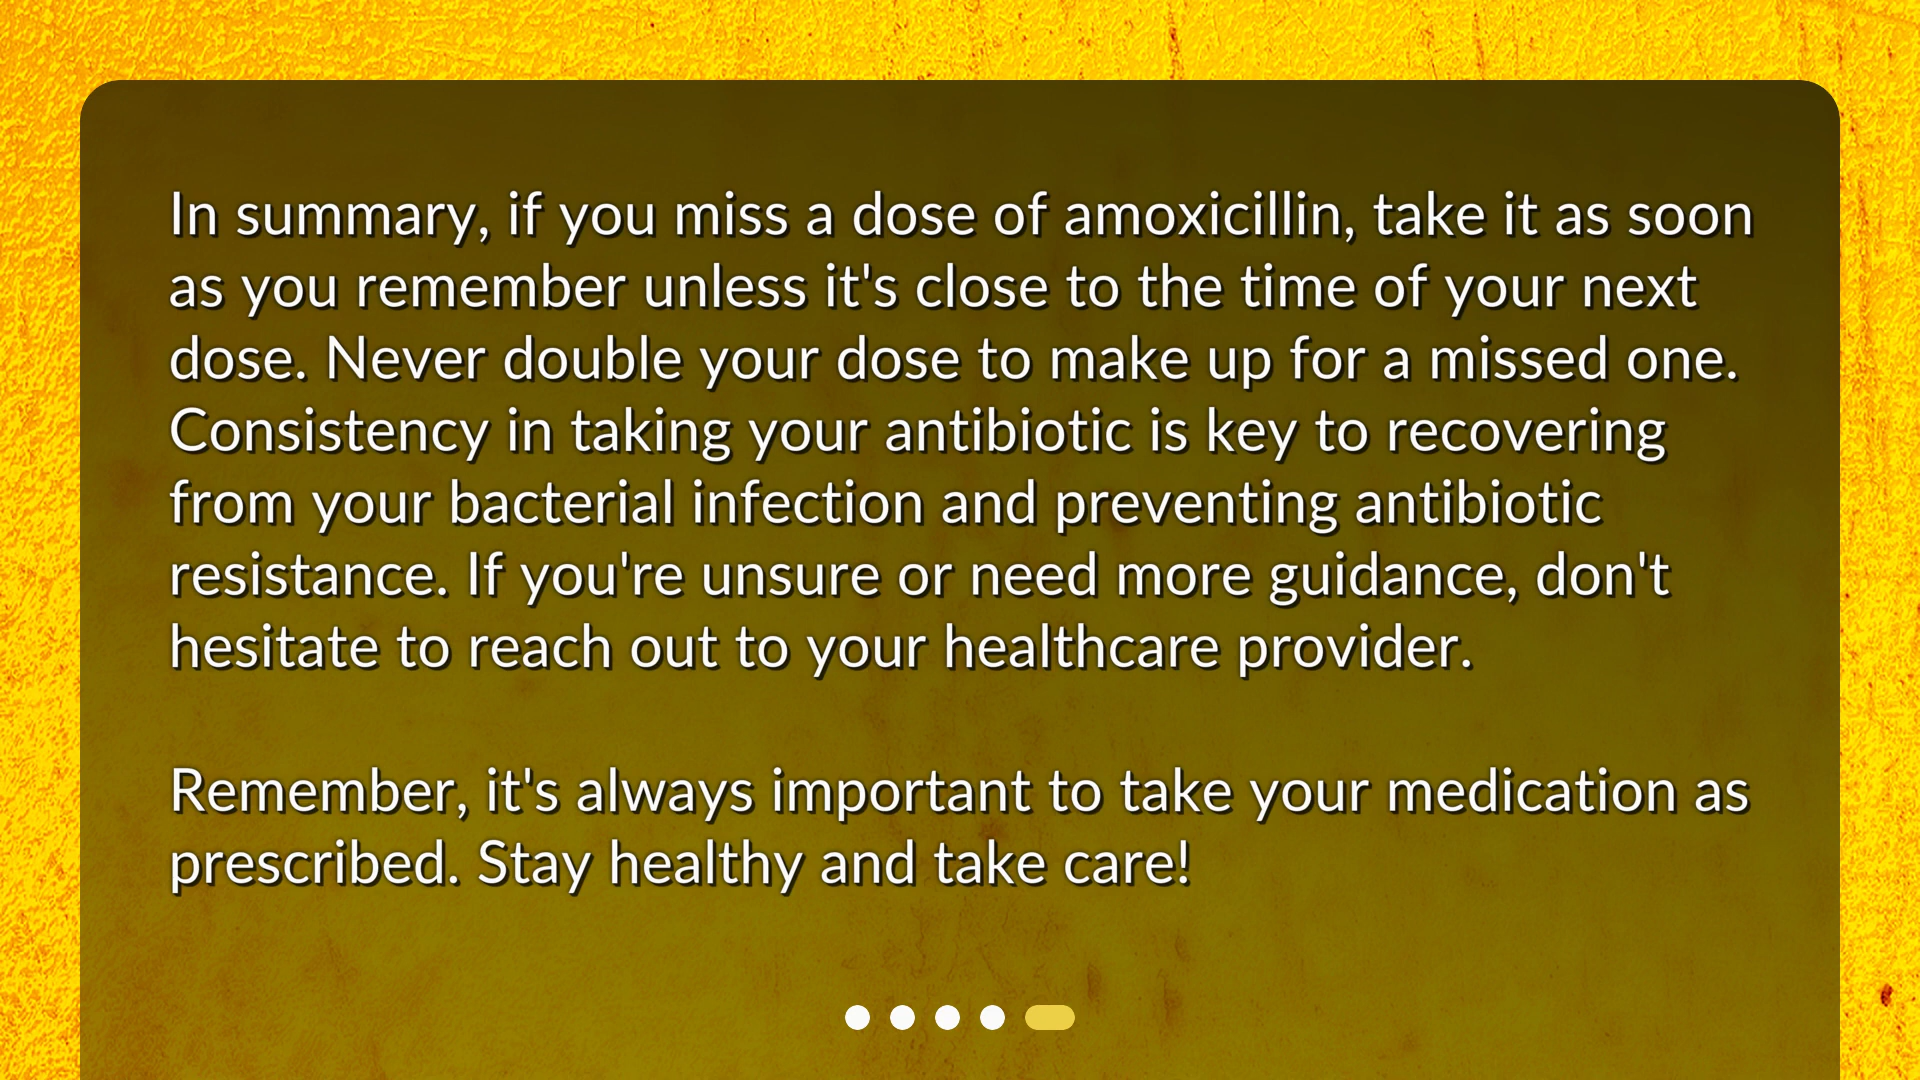 In summary, if you miss a dose of amoxicillin, take it as soon
as you remember unless it's close to the time of your next
dose. Never double your dose to make up for a missed one.
Consistency in taking your antibiotic is key to recovering
from your bacterial infection and preventing antibiotic
resistance. If you're unsure or need more guidance, don't
hesitate to reach out to your healthcare provider.
Remember, it's always important to take your medication as
prescribed. Stay healthy and take care!